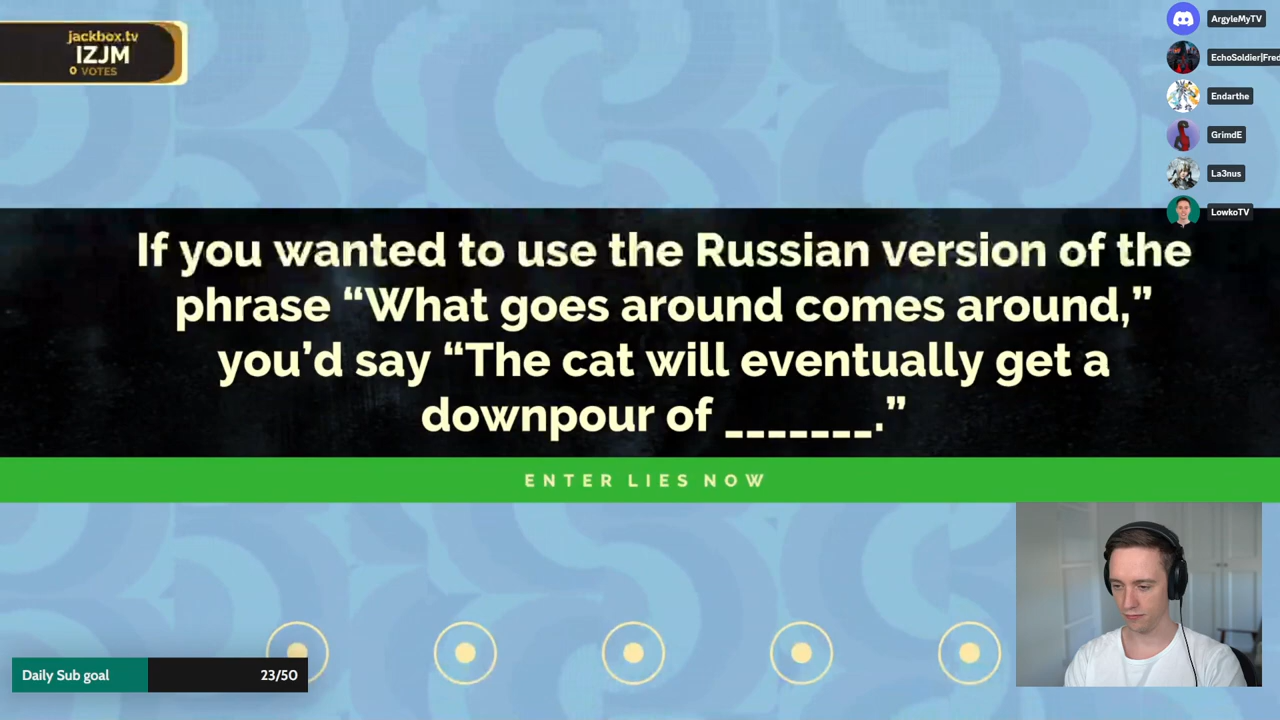 jackbox.tv
IZJM
0 VOTES
ArgyleMyTV
EchoSoldier|Fred
Endarthe
GrimdE
La3nus
LowkoTV
If you wanted to use the Russian version of the
phrase “What goes around comes around,”
you’d say “The cat will eventually get a
downpour of _______.”
ENTER LIES NOW
Daily Sub goal
23/50